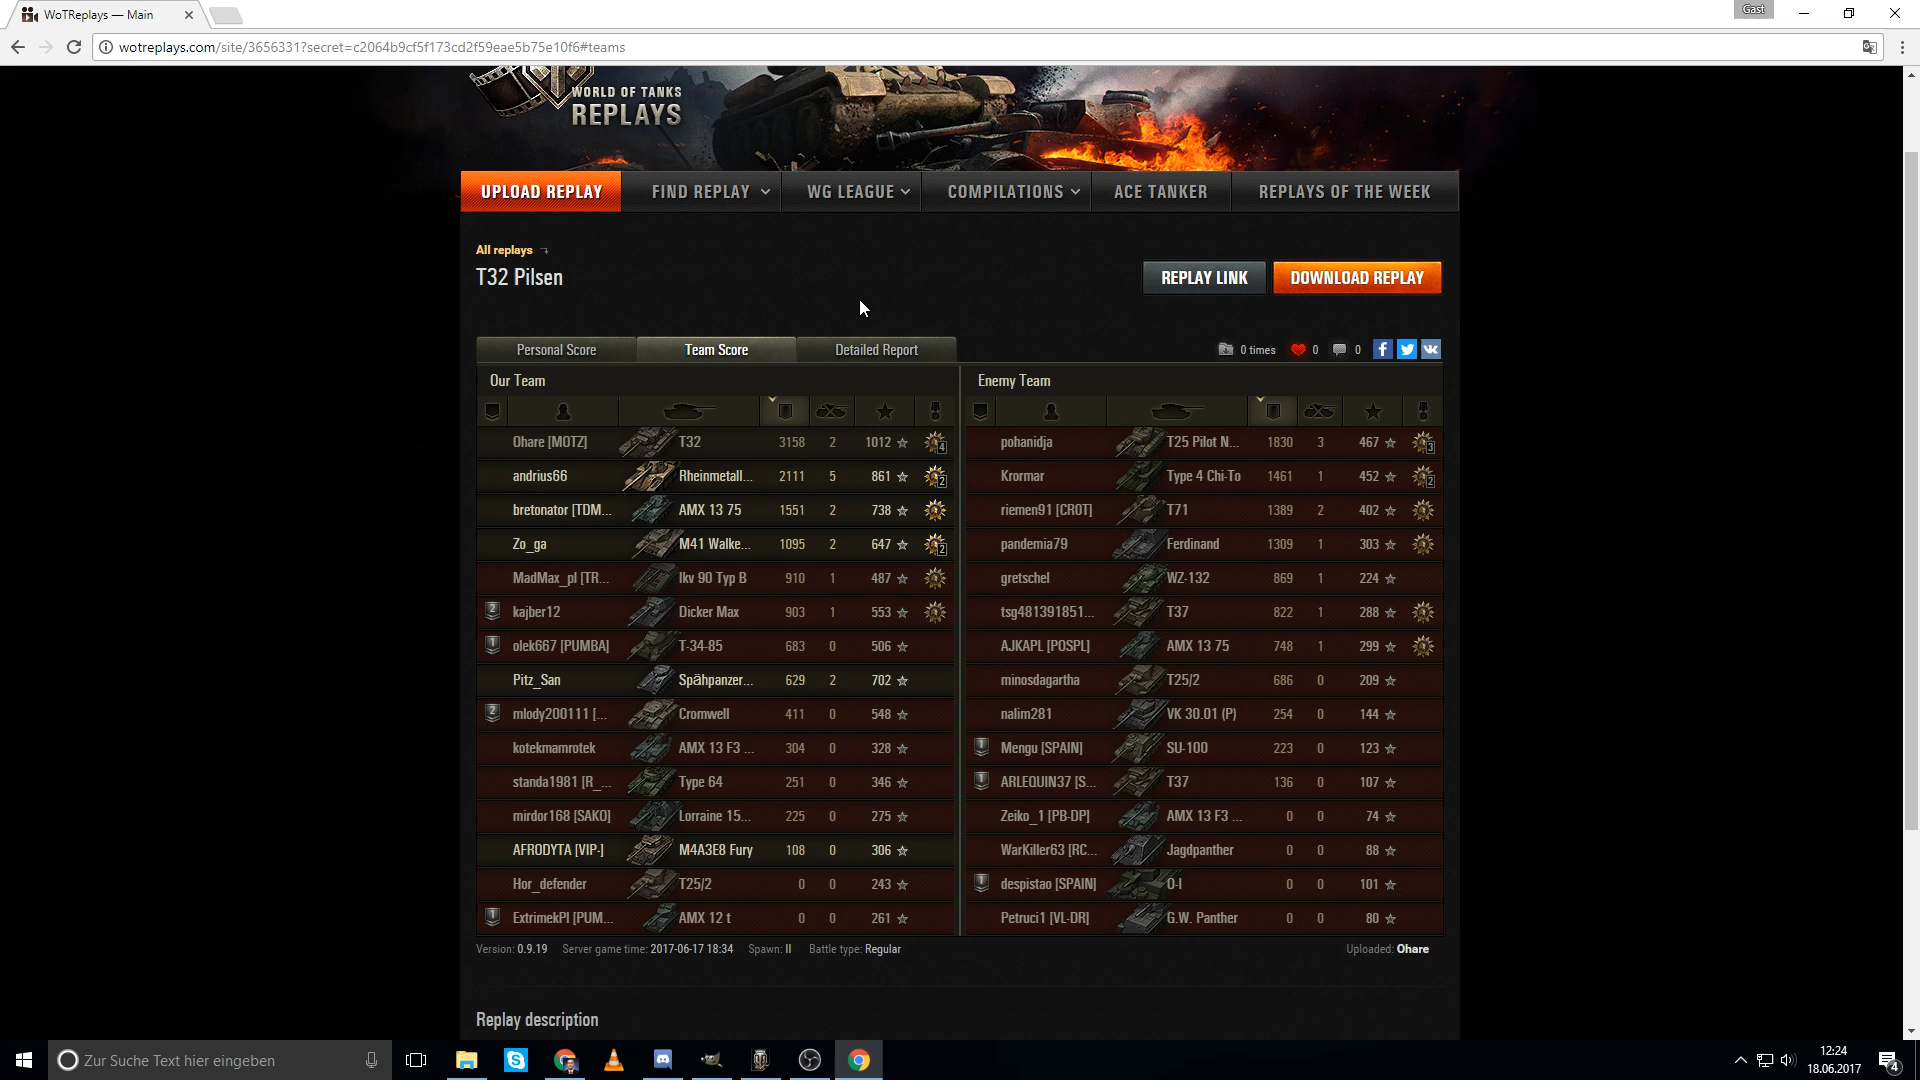 WoTReplays — Main
Gast
wotreplays.com/site/3656331?secret=c2064b9cf5f173cd2f59eae5b75e10f6#teams
WORLD OF TANKS
REPLAYS
UPLOAD REPLAY FIND REPLAY WG LEAGUE COMPILATIONS ACE TANKER REPLAYS OF THE WEEK
All replays
T32 Pilsen
REPLAY LINK DOWNLOAD REPLAY
Personal Score Team Score Detailed Report 0 times 0 0
Our Team Enemy Team
Ohare [MOTZ] T32 3158 2 1012 4 pohanidja T25 Pilot N... 1830 3 467 3
andrius66 Rheinmetall... 2111 5 861 2 Krormar Type 4 Chi-To 1461 1 452 2
bretonator [TDM... AMX 13 75 1551 2 738 riemen91 [CROT] T71 1389 2 402
Zo_ga M41 Walke... 1095 2 647 2 pandemia79 Ferdinand 1309 1 303
MadMax_pl [TR... Ikv 90 Typ B 910 1 487 gretschel WZ-132 869 1 224
2 kajber12 Dicker Max 903 1 553 tsg481391851... T37 822 1 288
1 olek667 [PUMBA] T-34-85 683 0 506 AJKAPL [POSPL] AMX 13 75 748 1 299
Pitz_San Spähpanzer... 629 2 702 minosdagartha T25/2 686 0 209
2 mlody200111 [... Cromwell 411 0 548 nalim281 VK 30.01 (P) 254 0 144
kotekmamrotek AMX 13 F3 ... 304 0 328 1 Mengu [SPAIN] SU-100 223 0 123
standa1981 [R_... Type 64 251 0 346 1 ARLEQUIN37 [S... T37 136 0 107
mirdor168 [SAKO] Lorraine 15... 225 0 275 Zeiko_1 [PB-DP] AMX 13 F3 ... 0 0 74
AFRODYTA [VIP-] M4A3E8 Fury 108 0 306 WarKiller63 [RC... Jagdpanther 0 0 88
Hor_defender T25/2 0 0 243 1 despistao [SPAIN] O-I 0 0 101
1 ExtrimekPl [PUM... AMX 12 t 0 0 261 Petruci1 [VL-DR] G.W. Panther 0 0 80
Version: 0.9.19 Server game time: 2017-06-17 18:34 Spawn: II Battle type: Regular Uploaded: Ohare
Replay description
Zur Suche Text hier eingeben
12:24
18.06.2017
4